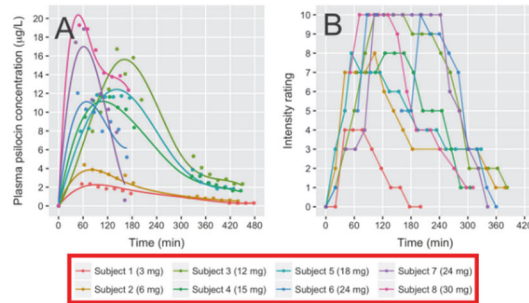 A
B
Plasma psilocin concentration (µg/L)
20
18
16
14
12
10
8
6
4
2
0
0 60 120 180 240 300 360 420 480
Time (min)
Intensity rating
10
9
8
7
6
5
4
3
2
1
0
0 60 120 180 240 300 360 420
Time (min)
Subject 1 (3 mg) Subject 3 (12 mg) Subject 5 (18 mg) Subject 7 (24 mg)
Subject 2 (6 mg) Subject 4 (15 mg) Subject 6 (24 mg) Subject 8 (30 mg)